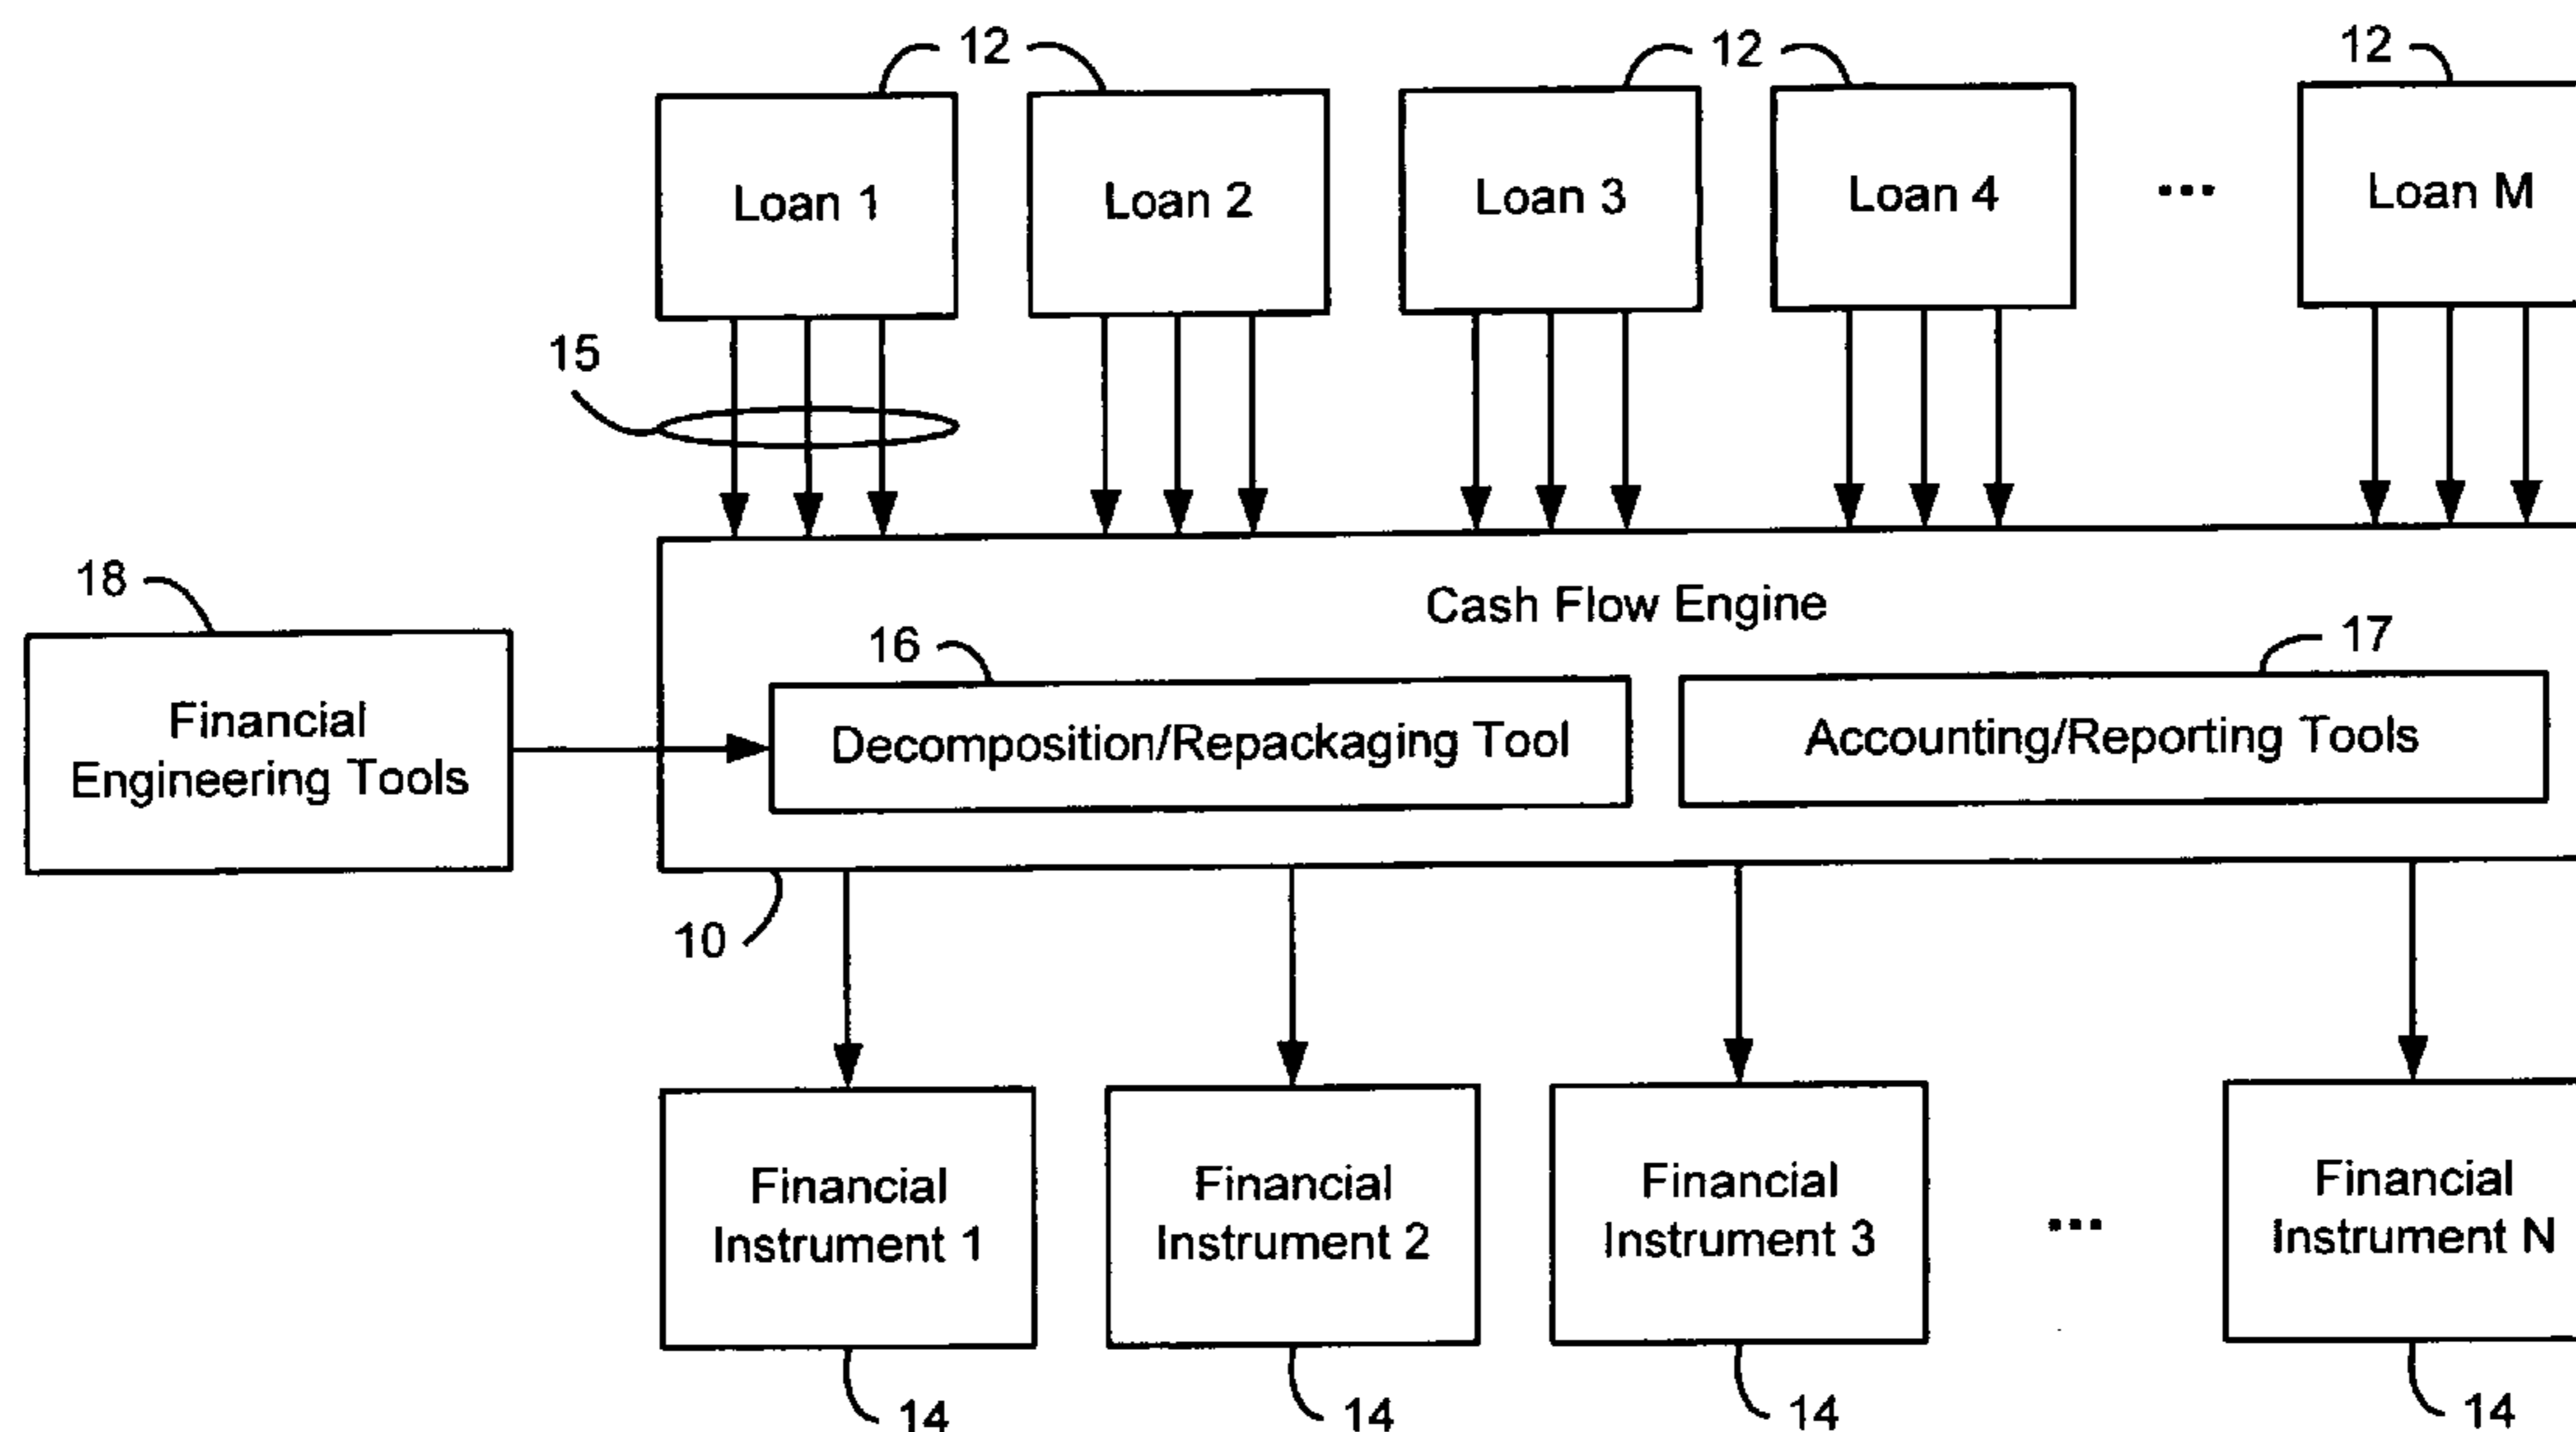 12
12
12
Loan 1
Loan 2
Loan 3
Loan 4
...
Loan M
15
18
Cash Flow Engine
16
17
Financial
Engineering Tools
Decomposition/Repackaging Tool
Accounting/Reporting Tools
10
Financial
Instrument 1
Financial
Instrument 2
Financial
Instrument 3
...
Financial
Instrument N
14
14
14
14